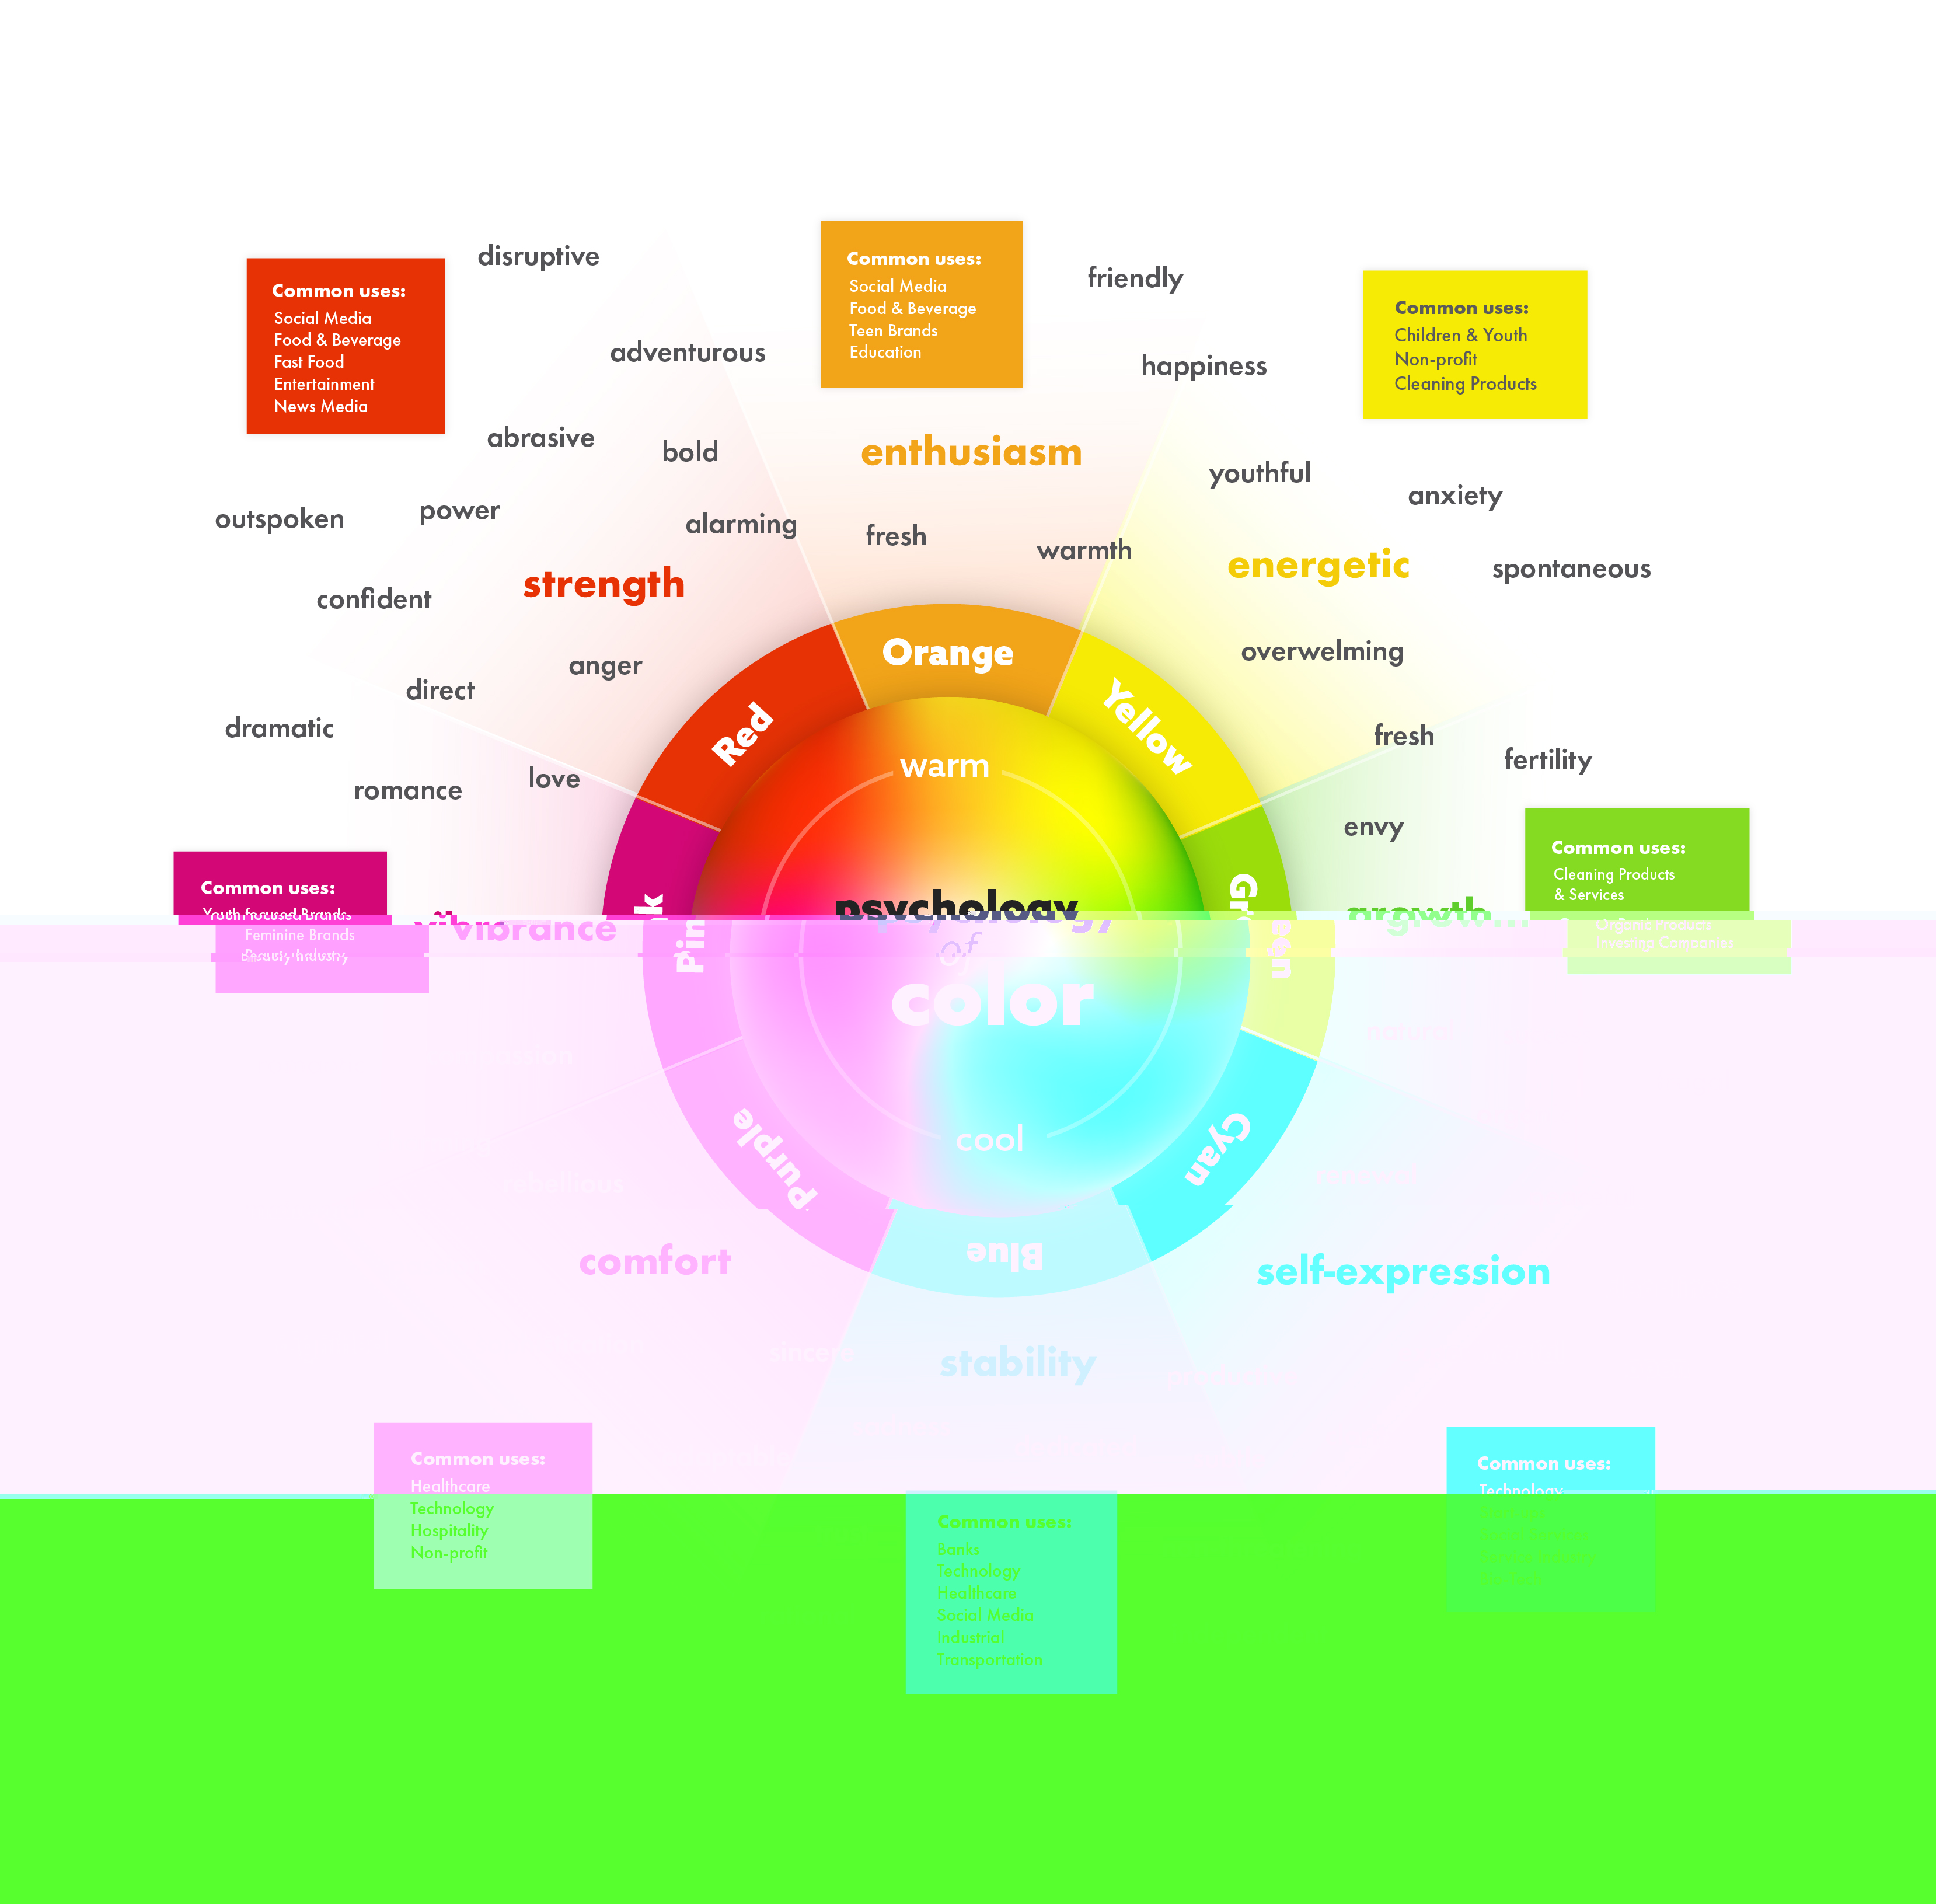 disruptive
Common uses:
Social Media
Food & Beverage
Fast Food
Entertainment
News Media
adventurous
abrasive
bold
outspoken
power
alarming
strength
confident
anger
direct
dramatic
romance
love
Common uses:
Social Media
Food & Beverage
Teen Brands
Education
enthusiasm
fresh
warmth
friendly
happiness
Common uses:
Children & Youth
Non-profit
Cleaning Products
youthful
anxiety
energetic
spontaneous
overwelming
fresh
fertility
envy
Common uses:
Cleaning Products
& Services
Organic Products
Investing Companies
growth
natural
Red
Orange
Yellow
Green
Cyan
Blue
Purple
Pink
warm
psychology
of
color
cool
Common uses:
Youth focused Brands
Feminine Brands
Beauty Industry
vibrance
comfort
stability
self-expression
Common uses:
Healthcare
Technology
Hospitality
Non-profit
Common uses:
Banks
Technology
Healthcare
Social Media
Industrial
Transportation
Common uses:
Technology